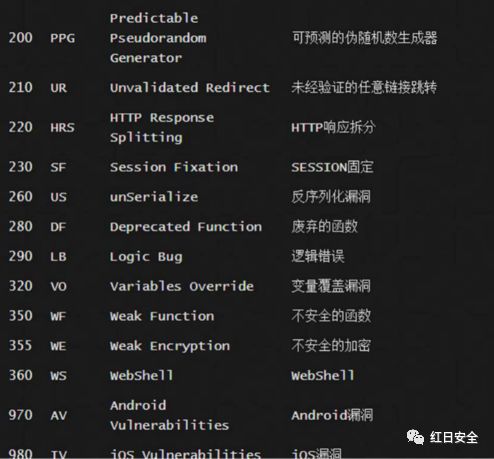 Predictable
200 PPG Pseudorandom 可预测的伪随机数生成器
Generator
210 UR Unvalidated Redirect 未经验证的任意链接跳转
220 HRS HTTP Response Splitting HTTP响应拆分
230 SF Session Fixation SESSION固定
260 US unSerialize 反序列化漏洞
280 DF Deprecated Function 废弃的函数
290 LB Logic Bug 逻辑错误
320 VO Variables Override 变量覆盖漏洞
350 WF Weak Function 不安全的函数
355 WE Weak Encryption 不安全的加密
360 WS WebShell WebShell
970 AV Android Vulnerabilities Android漏洞
980 IV iOS Vulnerabilities iOS漏洞
红日安全